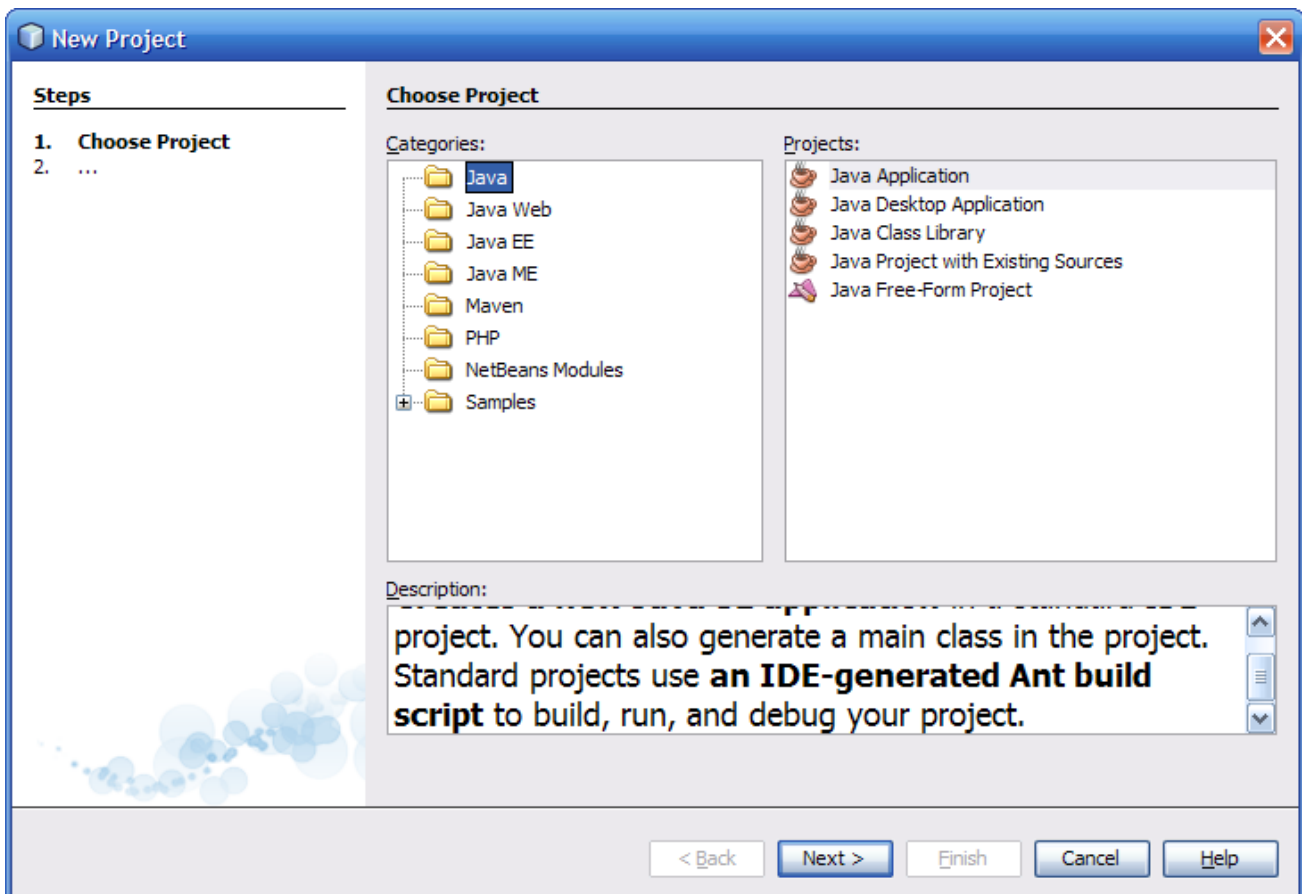 New Project
Steps
1. Choose Project
2. ...
Choose Project
Categories:
Java
Java Web
Java EE
Java ME
Maven
PHP
NetBeans Modules
Samples
Projects:
Java Application
Java Desktop Application
Java Class Library
Java Project with Existing Sources
Java Free-Form Project
Description:
application
project. You can also generate a main class in the project.
Standard projects use an IDE-generated Ant build
script to build, run, and debug your project.
< Back
Next >
Finish
Cancel
Help